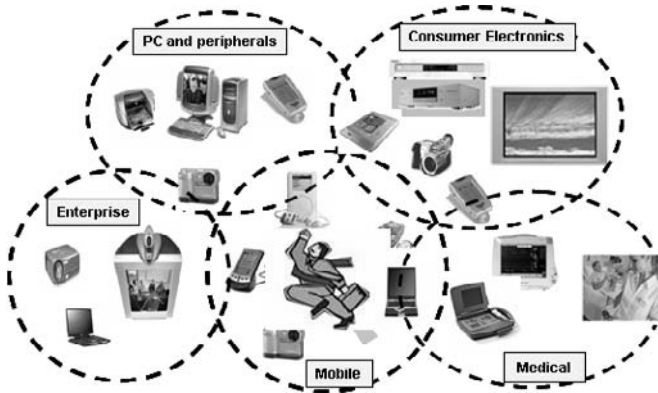 PC and peripherals
Consumer Electronics
Enterprise
Mobile
Medical